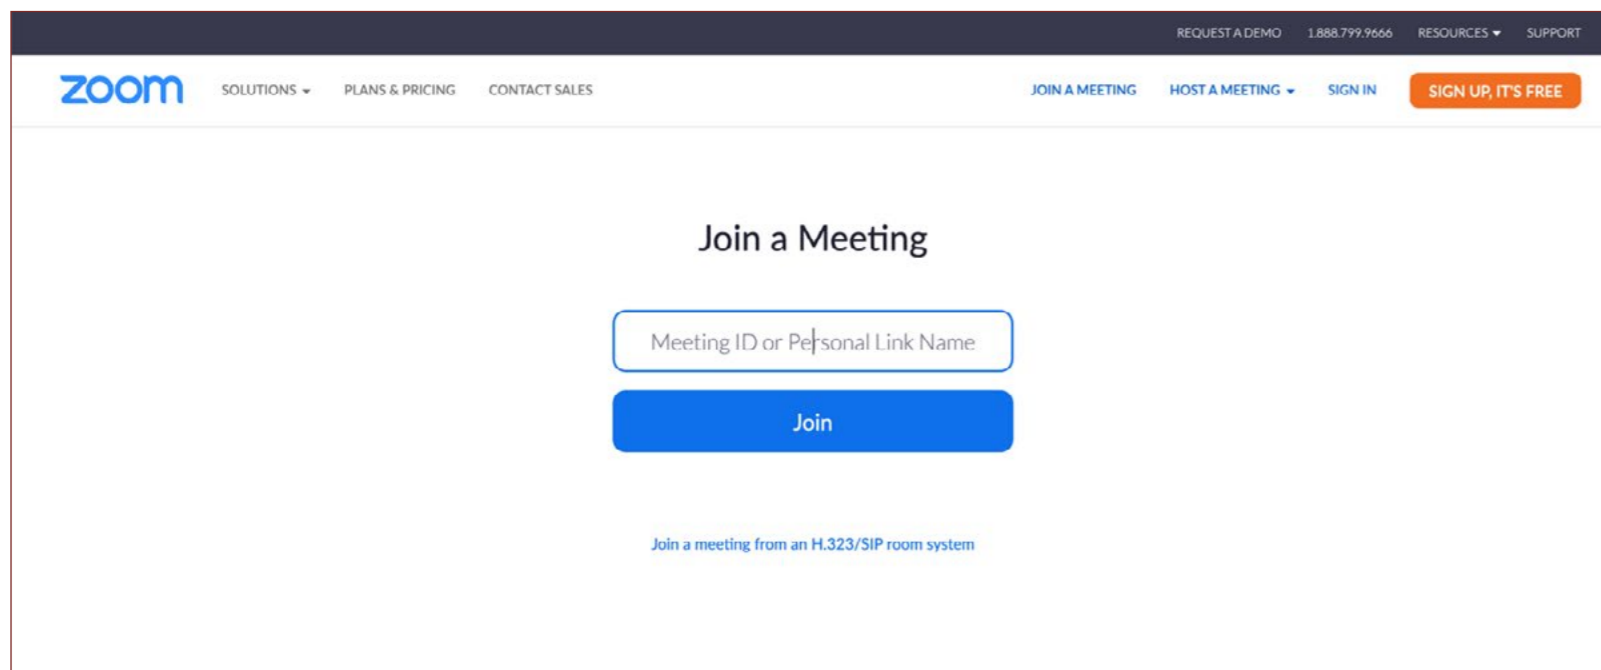 REQUEST A DEMO 1.888.799.9666 RESOURCES SUPPORT
zoom SOLUTIONS PLANS & PRICING CONTACT SALES JOIN A MEETING HOST A MEETING SIGN IN SIGN UP, IT'S FREE
Join a Meeting
Meeting ID or Personal Link Name
Join
Join a meeting from an H.323/SIP room system